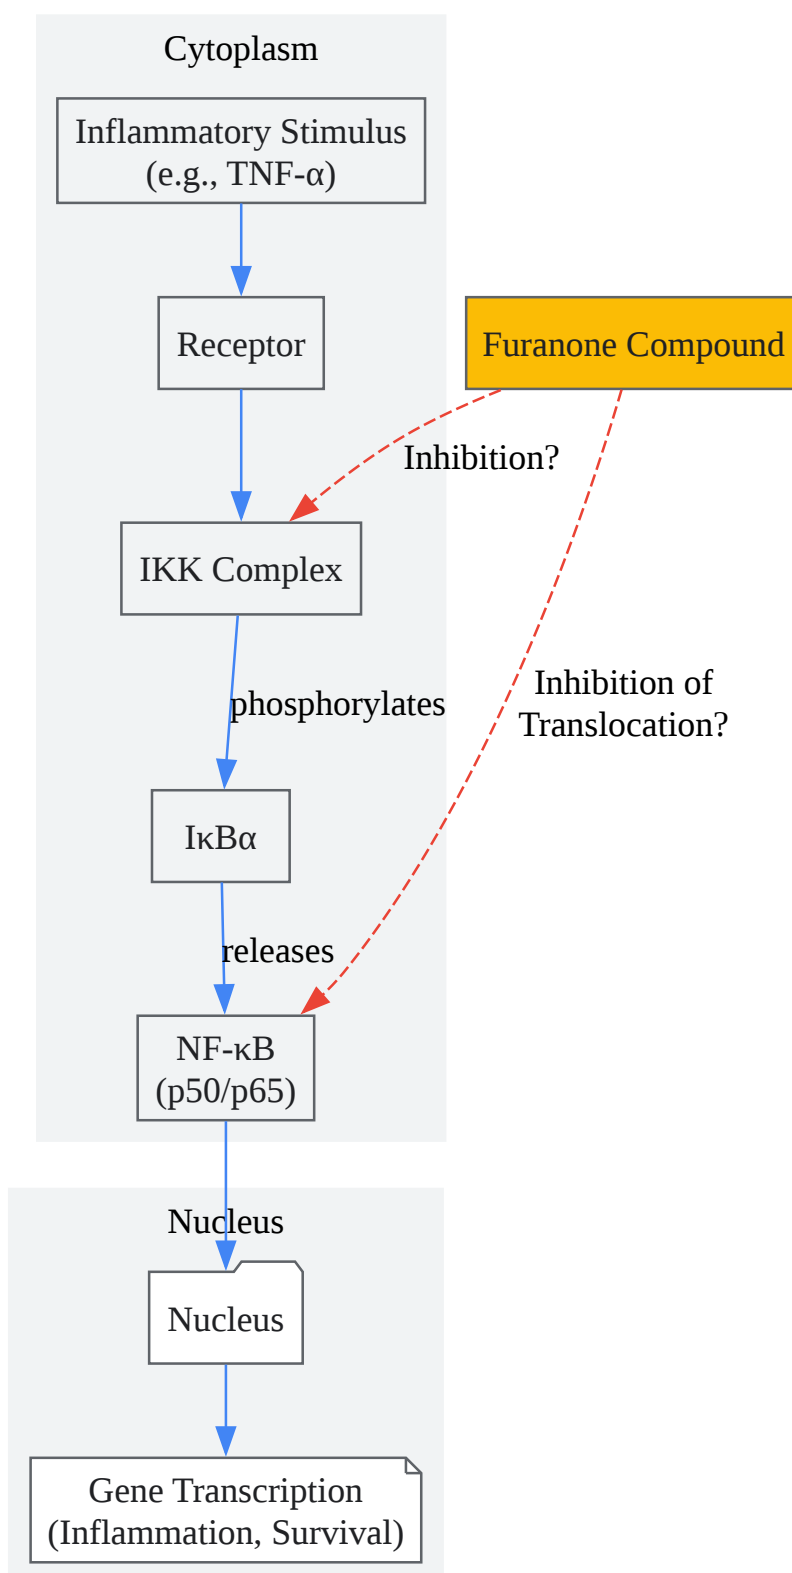 Cytoplasm
Inflammatory Stimulus
(e.g., TNF-α)
Receptor
Furanone Compound
Inhibition?
IKK Complex
Inhibition of
Translocation?
phosphorylates
IκBα
releases
NF-κB
(p50/p65)
Nucleus
Nucleus
Gene Transcription
(Inflammation, Survival)